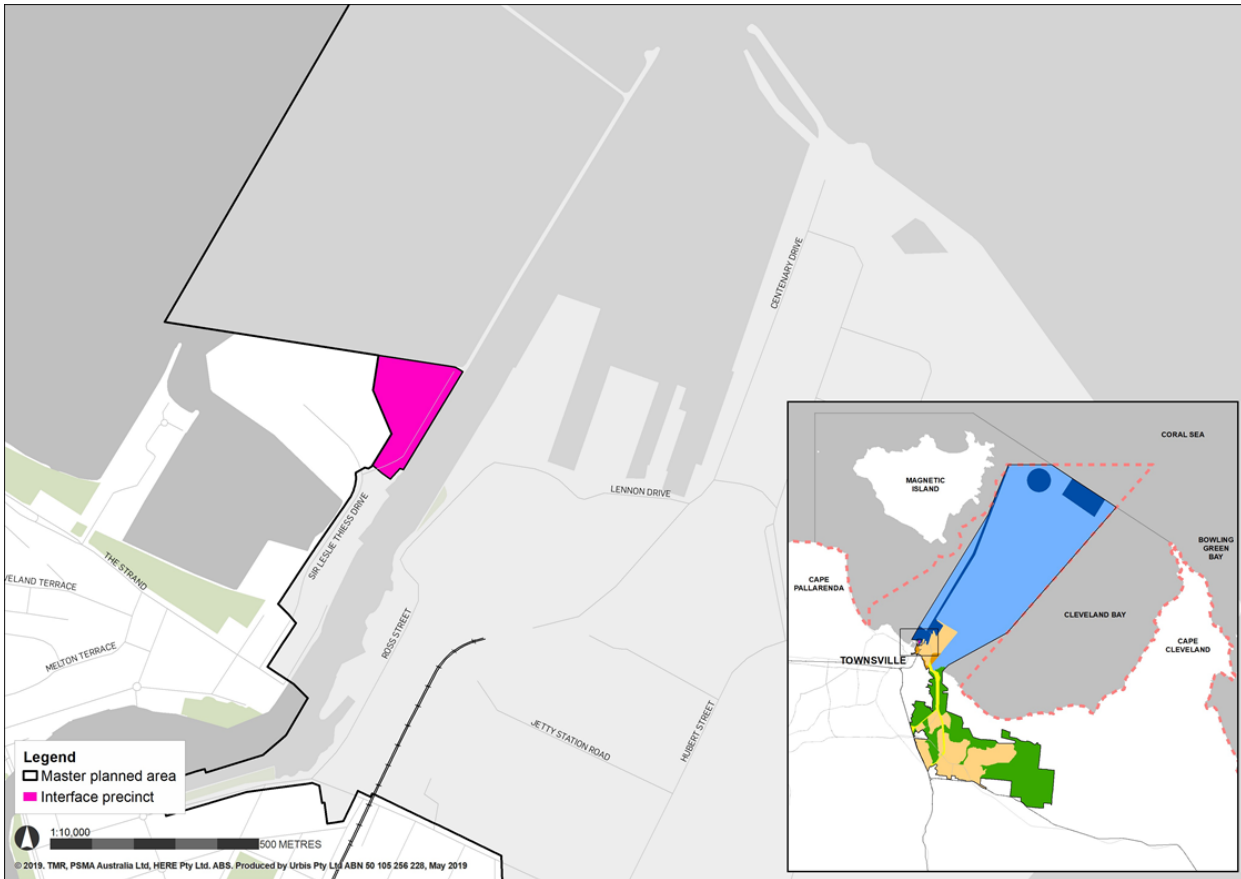 CENTENARY DRIVE
LENNON DRIVE
SIR LESLIE THIESS DRIVE
THE STRAND
VELAND TERRACE
MELTON TERRACE
ROSS STREET
JETTY STATION ROAD
HUBERT STREET
CORAL SEA
MAGNETIC
ISLAND
BOWLING
GREEN
BAY
CAPE
PALLARENDA
CLEVELAND BAY
CAPE
CLEVELAND
TOWNSVILLE
Legend
Master planned area
Interface precinct
1:10,000
500 METRES
© 2019. TMR, PSMA Australia Ltd, HERE Pty Ltd. ABS. Produced by Urbis Pty Ltd ABN 50 105 256 228, May 2019